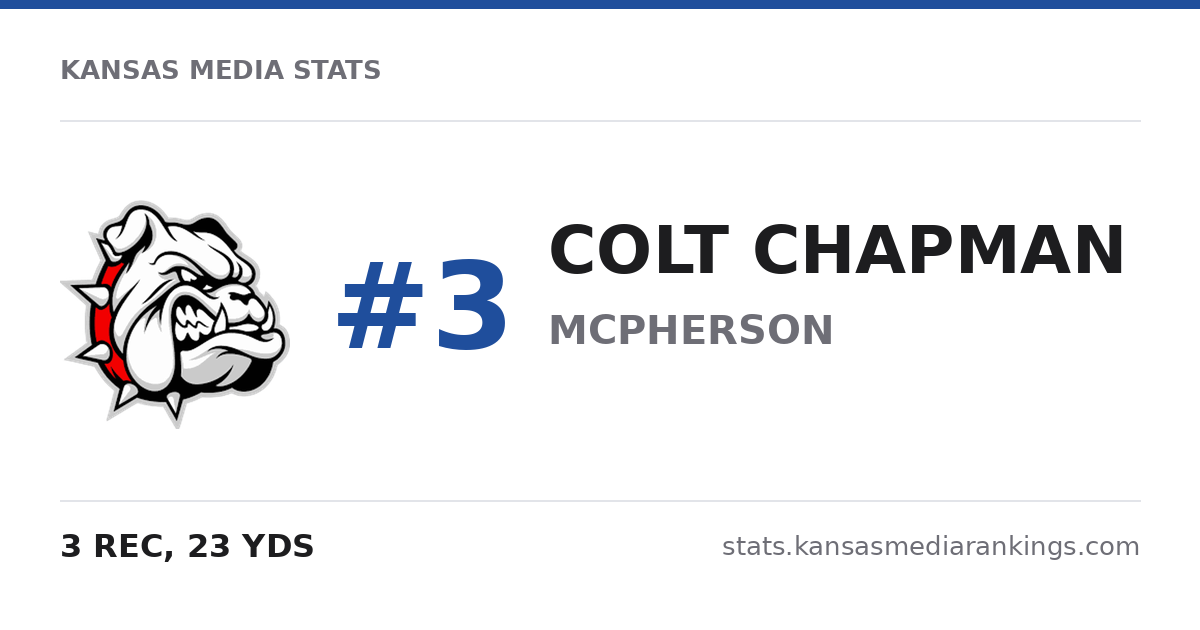 KANSAS MEDIA STATS
#3
COLT CHAPMAN
MCPHERSON
3 REC, 23 YDS
stats.kansasmediarankings.com